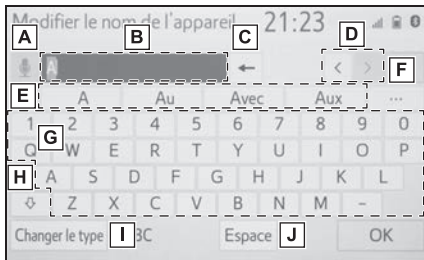 Modifier le nom de l'appareil 21:23
A B C D
A ← < >
E F
A Au Avec Aux ...
1 2 3 4 5 6 7 8 9 0
G
Q W E R T Y U I O P
H
A S D F G H J K L
Z X C V B N M -
Changer le type I BC Espace J OK